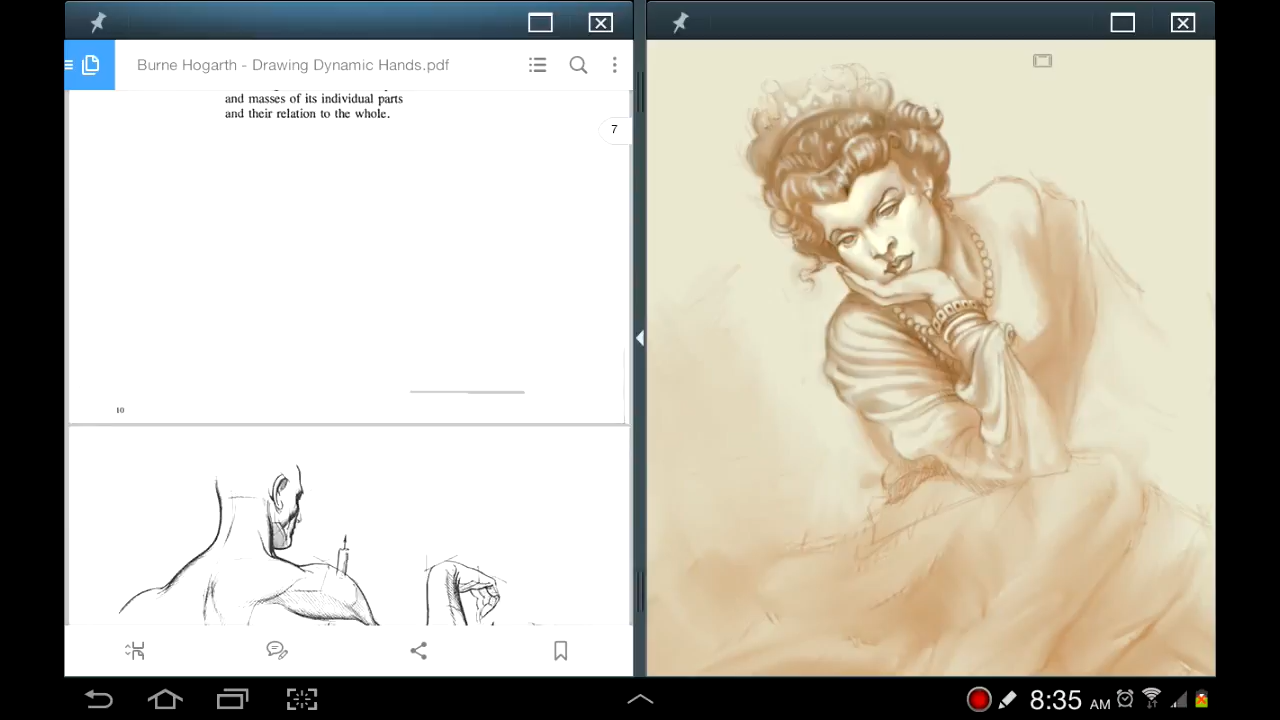 Burne Hogarth - Drawing Dynamic Hands.pdf
and masses of its individual parts
and their relation to the whole.
7
10
8:35 AM